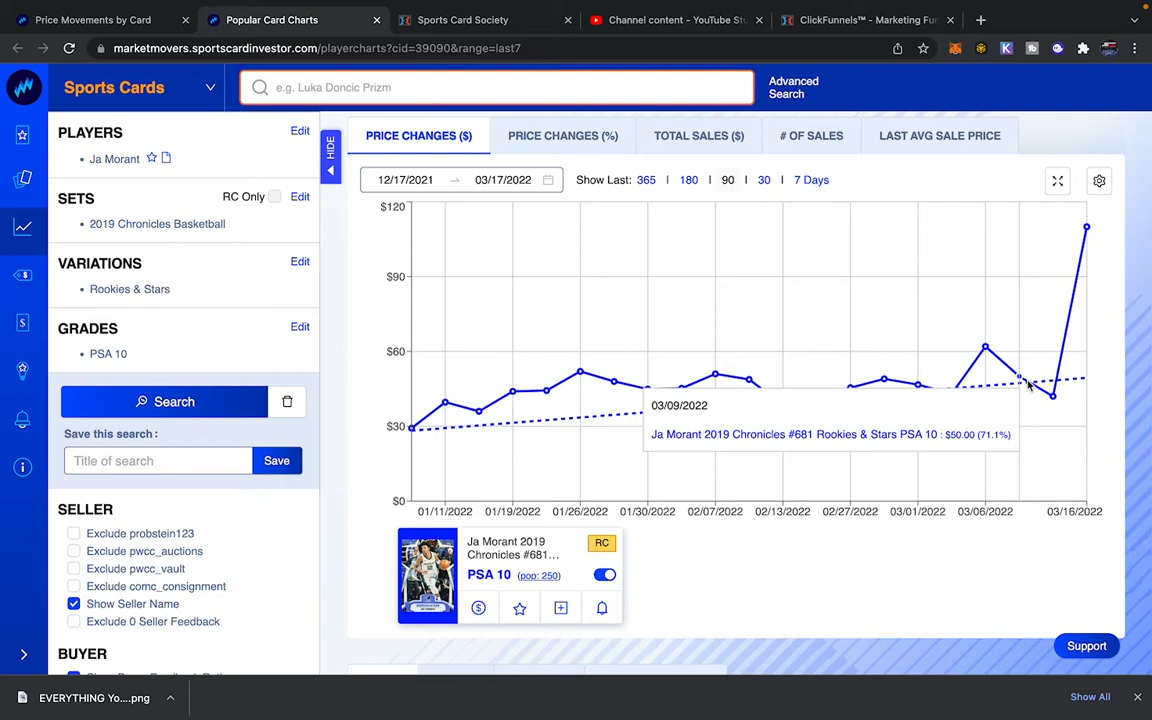 Price Movements by Card
Popular Card Charts
Sports Card Society
Channel content - YouTube Stu
ClickFunnels™ - Marketing Fun
marketmovers.sportscardinvestor.com/playercharts?cid=39090&range=last7
Sports Cards
e.g. Luka Doncic Prizm
Advanced
Search
PLAYERS
Edit
Ja Morant
SETS
RC Only
Edit
2019 Chronicles Basketball
VARIATIONS
Edit
Rookies & Stars
GRADES
Edit
PSA 10
Search
Save this search :
Title of search
Save
SELLER
Exclude probstein123
Exclude pwcc_auctions
Exclude pwcc_vault
Exclude comc_consignment
Show Seller Name
Exclude 0 Seller Feedback
BUYER
HIDE
PRICE CHANGES ($)
PRICE CHANGES (%)
TOTAL SALES ($)
# OF SALES
LAST AVG SALE PRICE
12/17/2021
03/17/2022
Show Last: 365 | 180 | 90 | 30 | 7 Days
$120
$90
$60
$30
$0
03/09/2022
Ja Morant 2019 Chronicles #681 Rookies & Stars PSA 10 : $50.00 (71.1%)
01/11/2022
01/19/2022
01/26/2022
01/30/2022
02/07/2022
02/13/2022
02/27/2022
03/01/2022
03/06/2022
03/16/2022
Ja Morant 2019
Chronicles #681...
RC
PSA 10 (pop: 250)
Support
EVERYTHING Yo....png
Show All